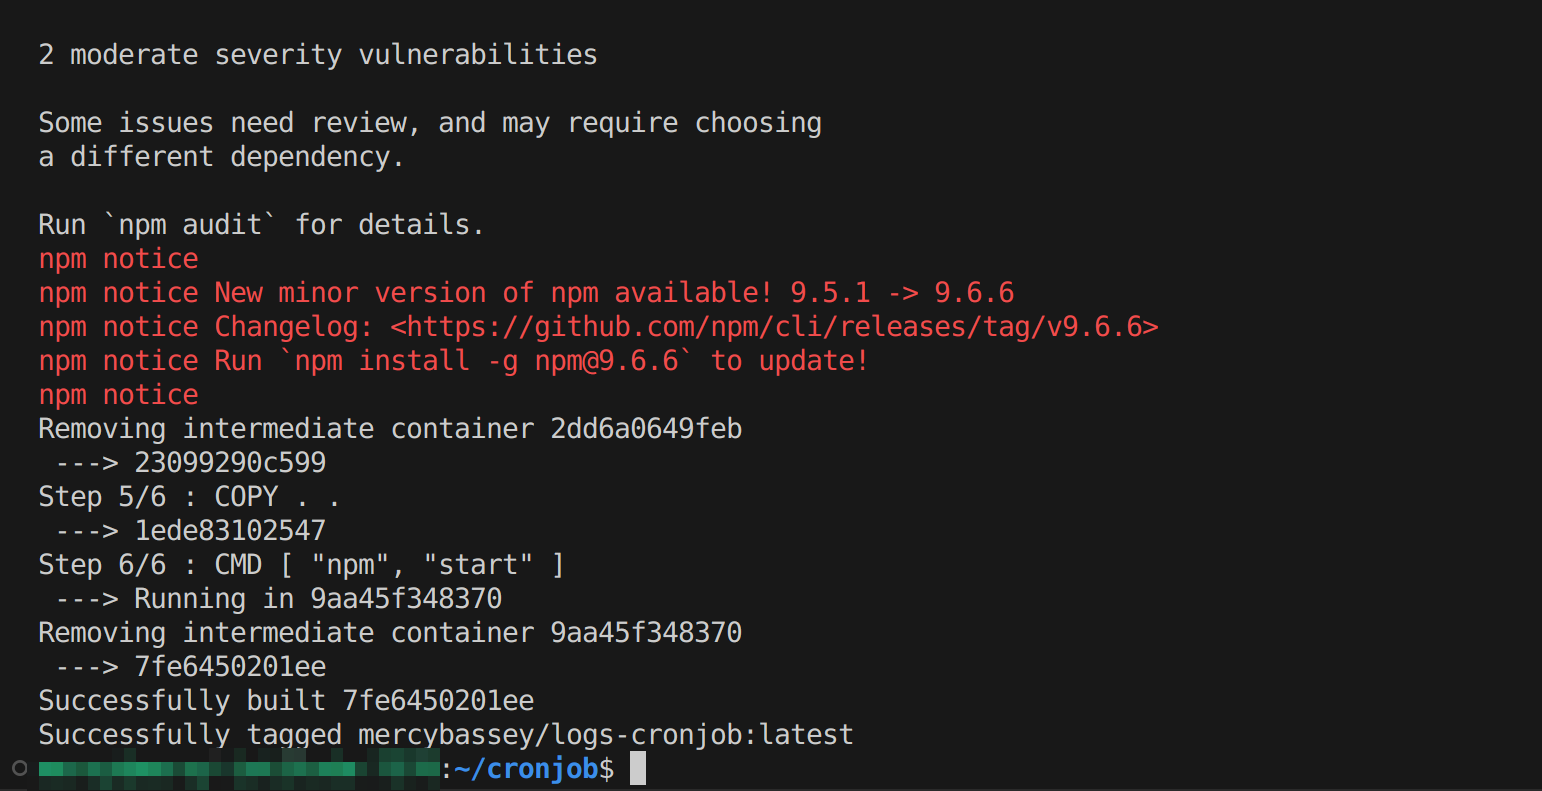 2 moderate severity vulnerabilities
Some issues need review, and may require choosing
a different dependency.
Run `npm audit` for details.
npm notice
npm notice New minor version of npm available! 9.5.1 -> 9.6.6
npm notice Changelog: <https://github.com/npm/cli/releases/tag/v9.6.6>
npm notice Run `npm install -g npm@9.6.6` to update!
npm notice
Removing intermediate container 2dd6a0649feb
 ---> 23099290c599
Step 5/6 : COPY . .
 ---> 1ede83102547
Step 6/6 : CMD [ "npm", "start" ]
 ---> Running in 9aa45f348370
Removing intermediate container 9aa45f348370
 ---> 7fe6450201ee
Successfully built 7fe6450201ee
Successfully tagged mercybassey/logs-cronjob:latest
:~/cronjob$